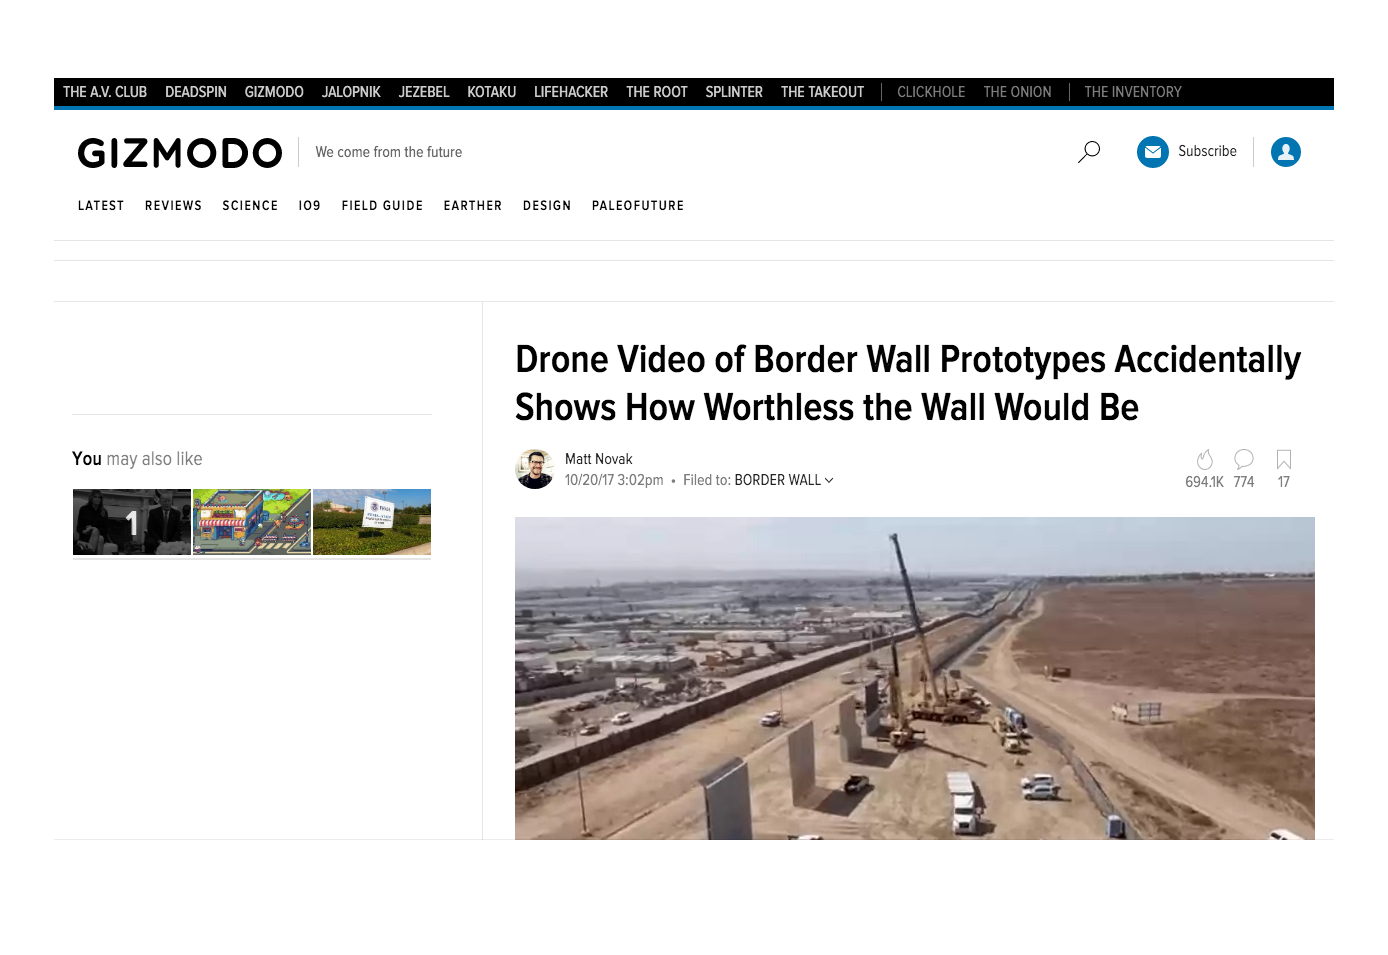 THE A.V. CLUB DEADSPIN GIZMODO JALOPNIK JEZEBEL KOTAKU LIFEHACKER THE ROOT SPLINTER THE TAKEOUT CLICKHOLE THE ONION THE INVENTORY
GIZMODO We come from the future Subscribe
LATEST REVIEWS SCIENCE IO9 FIELD GUIDE EARTHER DESIGN PALEOFUTURE
Drone Video of Border Wall Prototypes Accidentally
Shows How Worthless the Wall Would Be
Matt Novak
10/20/17 3:02pm • Filed to: BORDER WALL
694.1K 774 17
You may also like
1